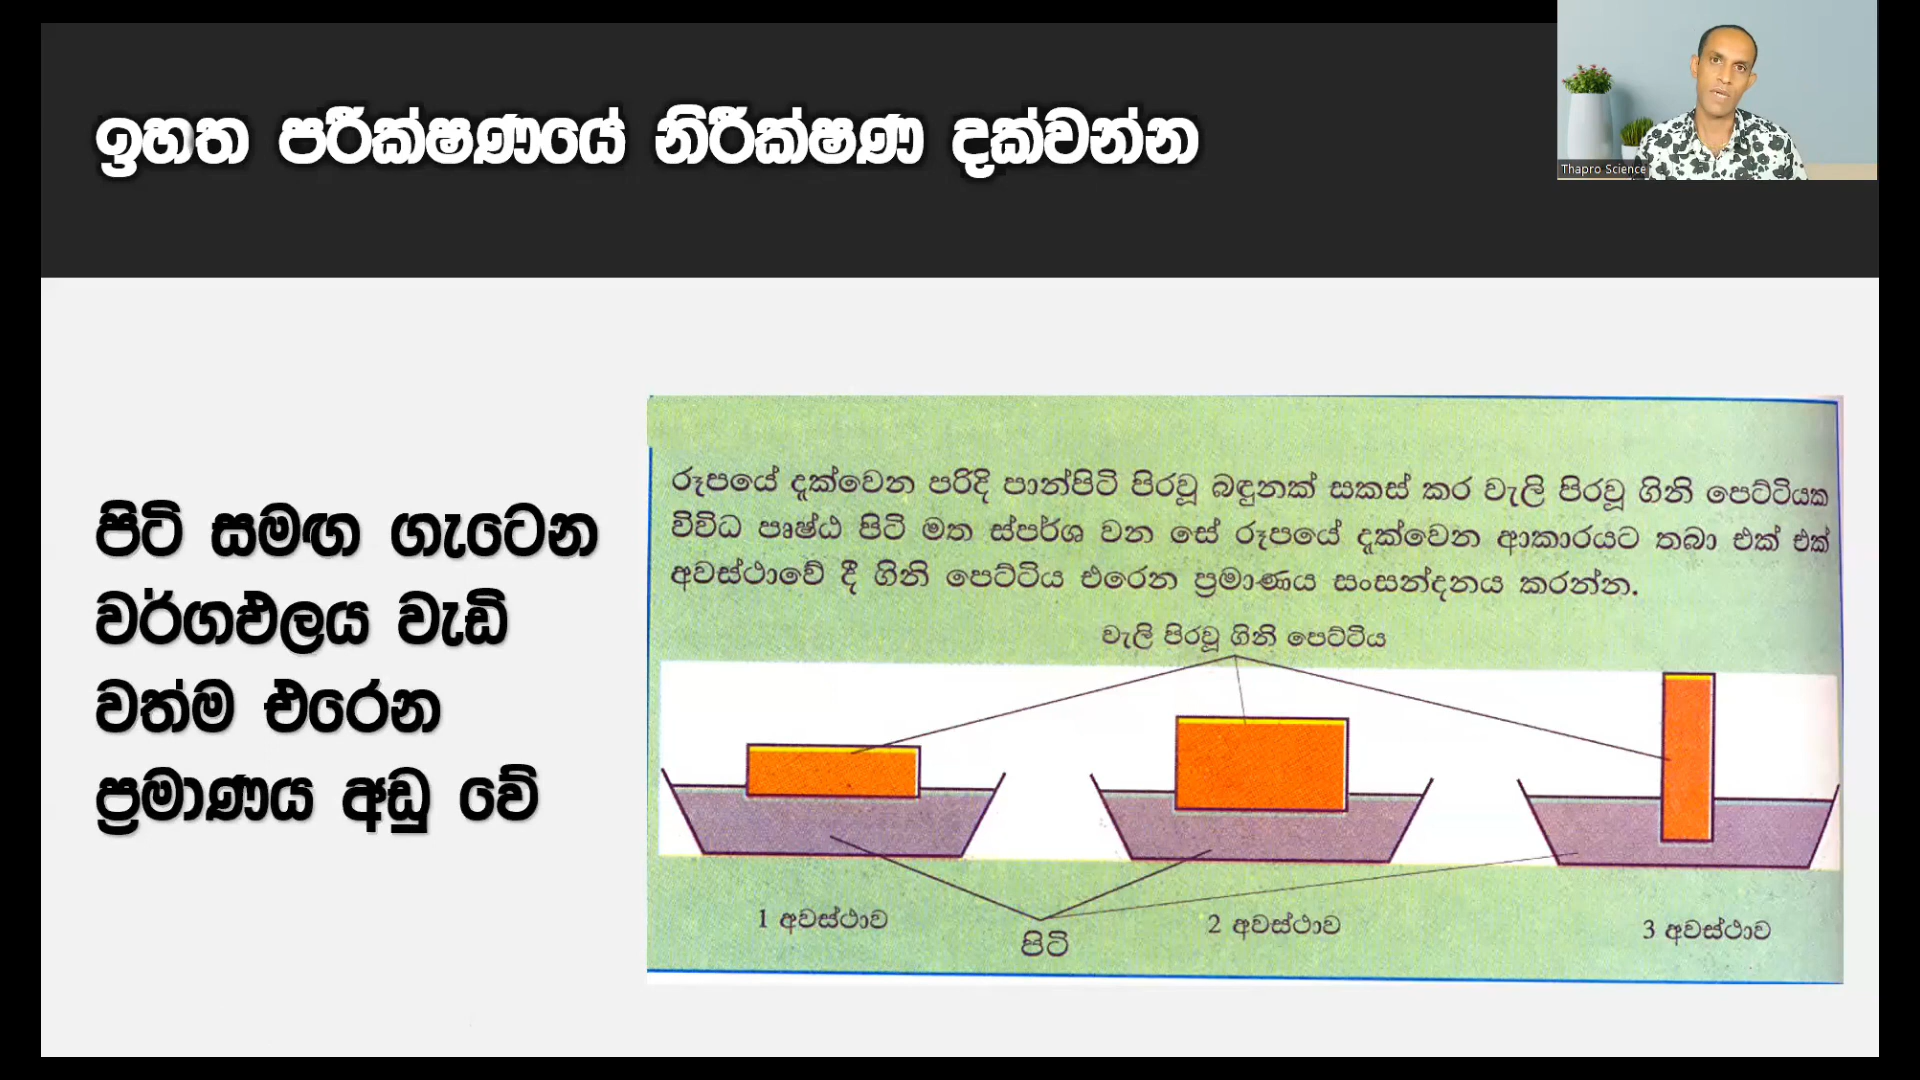 ඉහත පරීක්ෂණයේ නිරීක්ෂණ දක්වන්න
Thapro Science
පිටි සමඟ ගැටෙන
වර්ගඵලය වැඩි
වත්ම එරෙන
ප්‍රමාණය අඩු වේ
රූපයේ දැක්වෙන පරිදි පාන්පිටි පිරවූ බඳුනක් සකස් කර වැලි පිරවූ ගිනි පෙට්ටියක
විවිධ පෘෂ්ඨ පිටි මත ස්පර්ශ වන සේ රූපයේ දැක්වෙන ආකාරයට තබා එක් එක්
අවස්ථාවේ දී ගිනි පෙට්ටිය එරෙන ප්‍රමාණය සංසන්දනය කරන්න.
වැලි පිරවූ ගිනි පෙට්ටිය
1 අවස්ථාව
2 අවස්ථාව
3 අවස්ථාව
පිටි